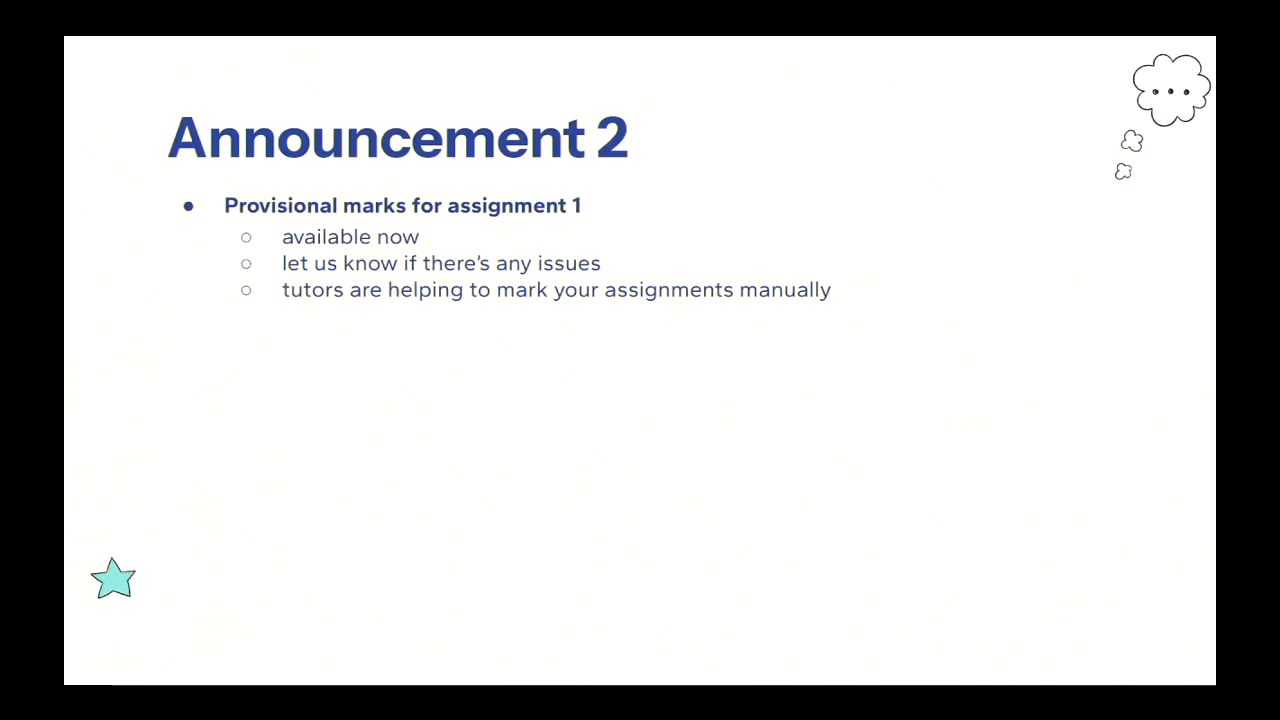 Announcement 2
● Provisional marks for assignment 1
○ available now
○ let us know if there's any issues
○ tutors are helping to mark your assignments manually